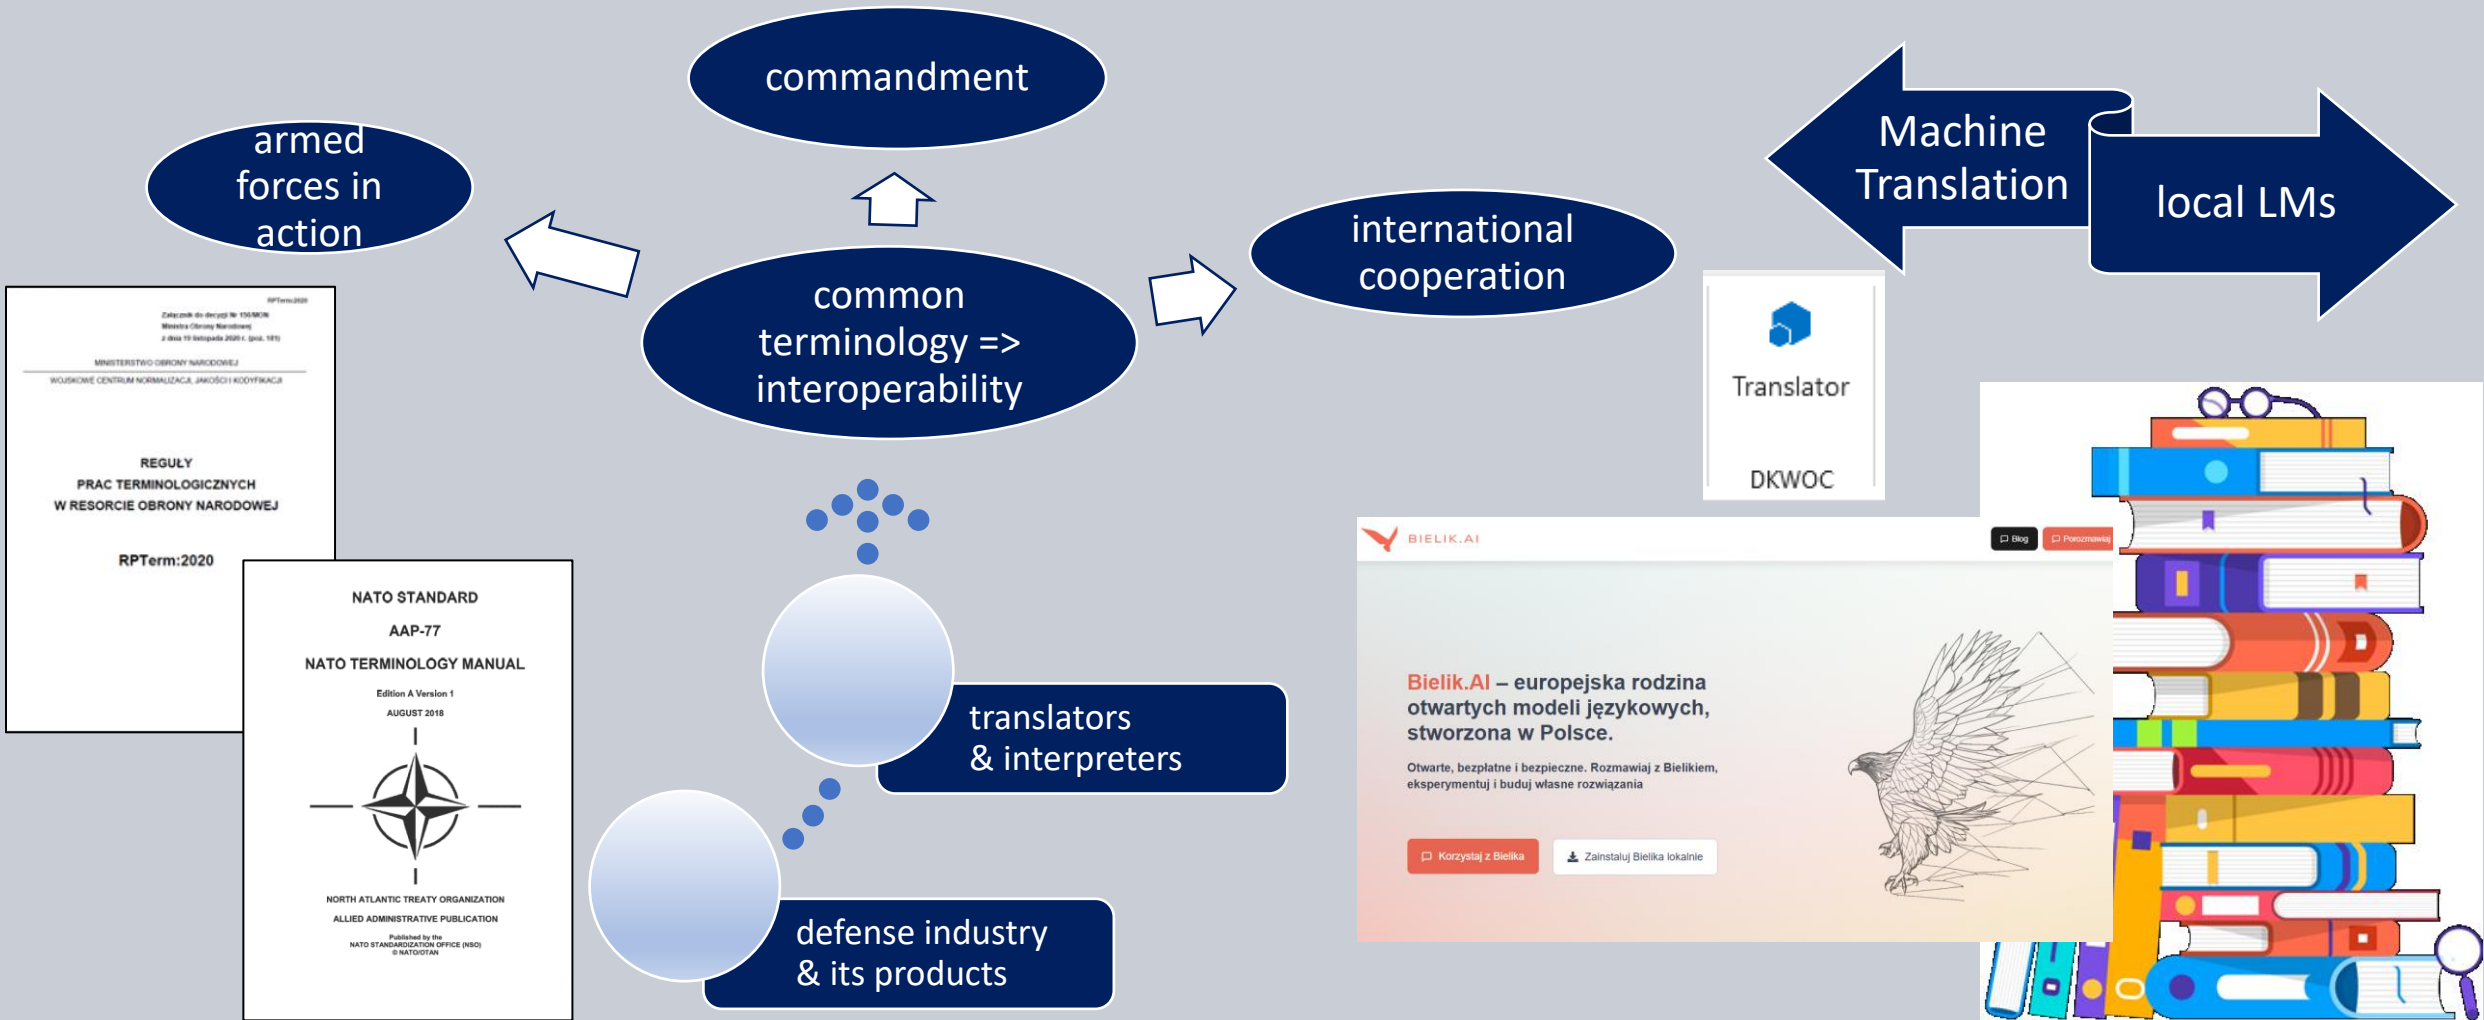 commandment
armed
forces in
action
international
cooperation
common
terminology =>
interoperability
Machine
Translation
local LMs
RPTerm:2020
Załącznik do decyzji Nr 156/MON
Ministra Obrony Narodowej
z dnia 10 listopada 2020 r. (poz. 181)
MINISTERSTWO OBRONY NARODOWEJ
WOJSKOWE CENTRUM NORMALIZACJI, JAKOŚCI I KODYFIKACJI
REGUŁY
PRAC TERMINOLOGICZNYCH
W RESORCIE OBRONY NARODOWEJ
RPTerm:2020
NATO STANDARD
AAP-77
NATO TERMINOLOGY MANUAL
Edition A Version 1
AUGUST 2018
NORTH ATLANTIC TREATY ORGANIZATION
ALLIED ADMINISTRATIVE PUBLICATION
Published by the
NATO STANDARDIZATION OFFICE (NSO)
© NATO/OTAN
translators
& interpreters
defense industry
& its products
Translator
DKWOC
BIELIK.AI
Blog
Porozmawiaj
Bielik.AI – europejska rodzina
otwartych modeli językowych,
stworzona w Polsce.
Otwarte, bezpłatne i bezpieczne. Rozmawiaj z Bielikiem,
eksperymentuj i buduj własne rozwiązania
Korzystaj z Bielika
Zainstaluj Bielika lokalnie